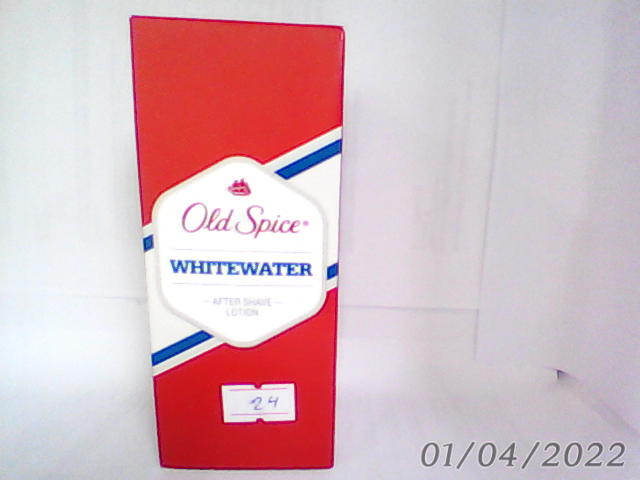 Old Spice®
WHITEWATER
– AFTER SHAVE –
LOTION
24
01/04/2022